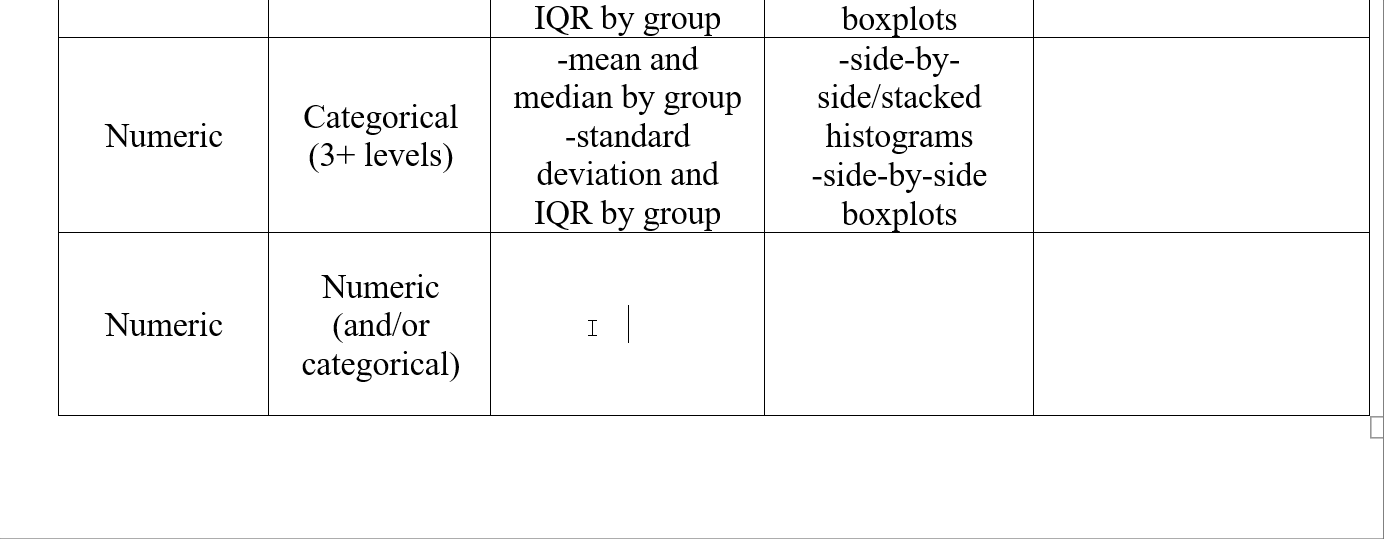 IQR by group
boxplots
Numeric
Categorical
(3+ levels)
-mean and
median by group
-standard
deviation and
IQR by group
-side-by-
side/stacked
histograms
-side-by-side
boxplots
Numeric
Numeric
(and/or
categorical)